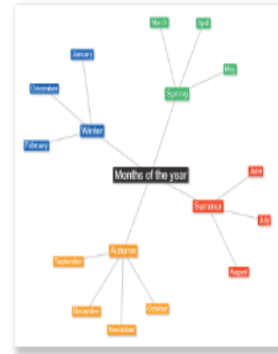 March
April
May
Spring
January
December
Winter
February
Months of the year
June
Summer
July
August
Autumn
September
December
October
November